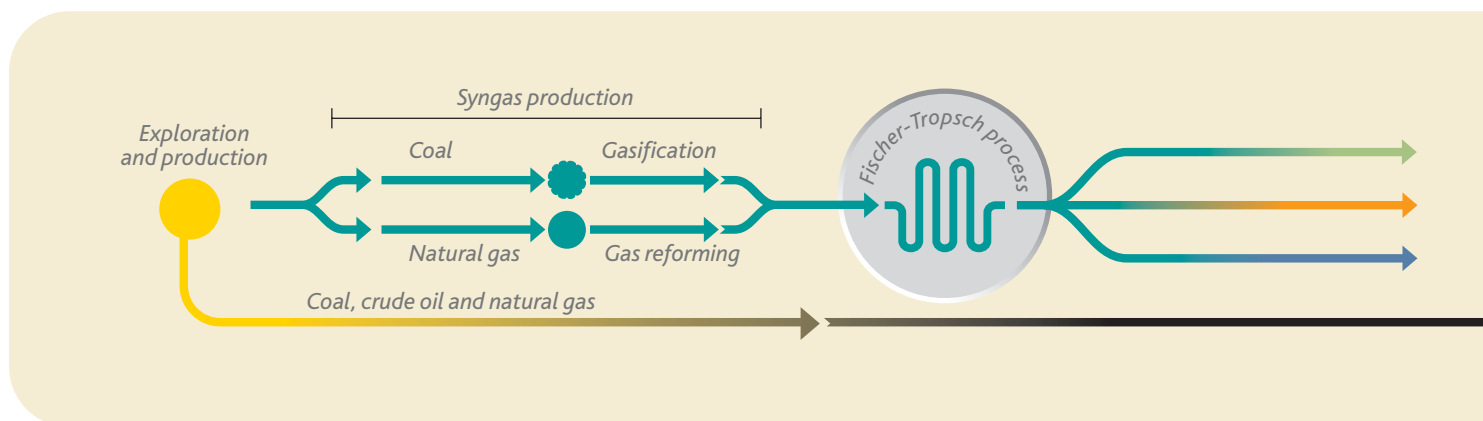 Syngas production
Exploration
and production
Coal
Gasification
Fischer-Tropsch process
Natural gas
Gas reforming
Coal, crude oil and natural gas